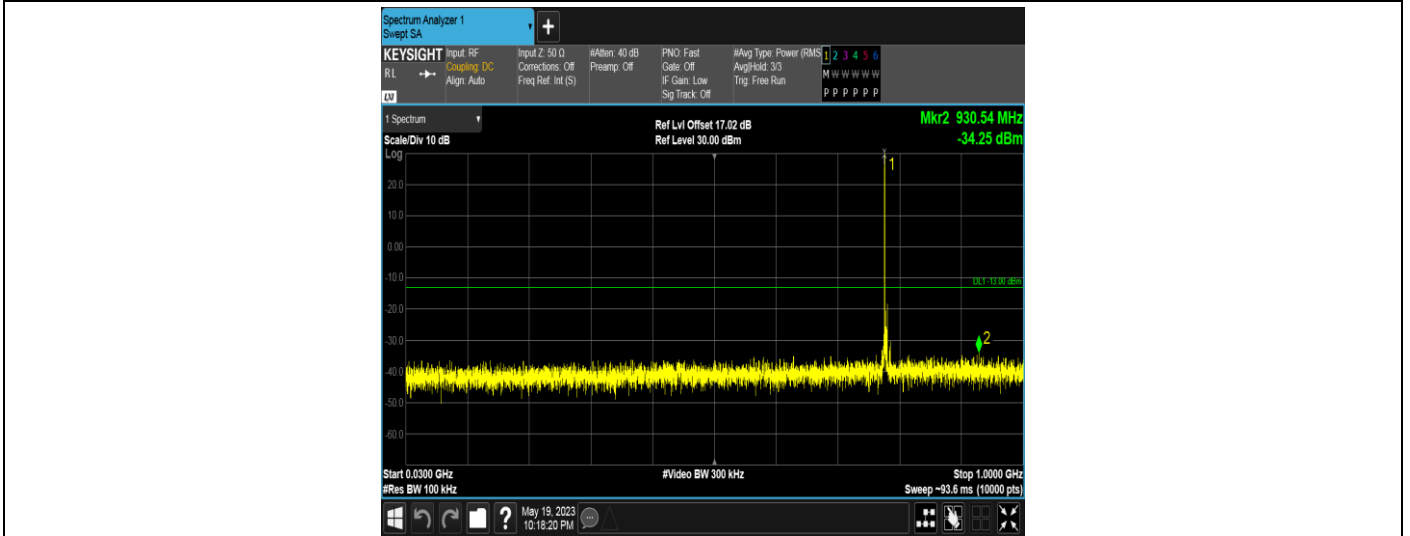 Spectrum Analyzer 1
Swept SA
+
KEYSIGHT Input: RF Input Z: 50 Ω #Atten: 40 dB PNO: Fast #Avg Type: Power (RMS 1 2 3 4 5 6
RL Coupling: DC Corrections: Off Preamp: Off Gate: Off Avg|Hold: 3/3 M W W W W W
Align: Auto Freq Ref: Int (S) IF Gain: Low Trig: Free Run
LXI Sig Track: Off P P P P P P
1 Spectrum Ref Lvl Offset 17.02 dB Mkr2 930.54 MHz
Scale/Div 10 dB Ref Level 30.00 dBm -34.25 dBm
Log
1
20.0
10.0
0.00
-10.0
DL1 -13.00 dBm
-20.0
-30.0
2
-40.0
-50.0
-60.0
Start 0.0300 GHz #Video BW 300 kHz Stop 1.0000 GHz
#Res BW 100 kHz Sweep ~93.6 ms (10000 pts)
? May 19, 2023
10:18:20 PM